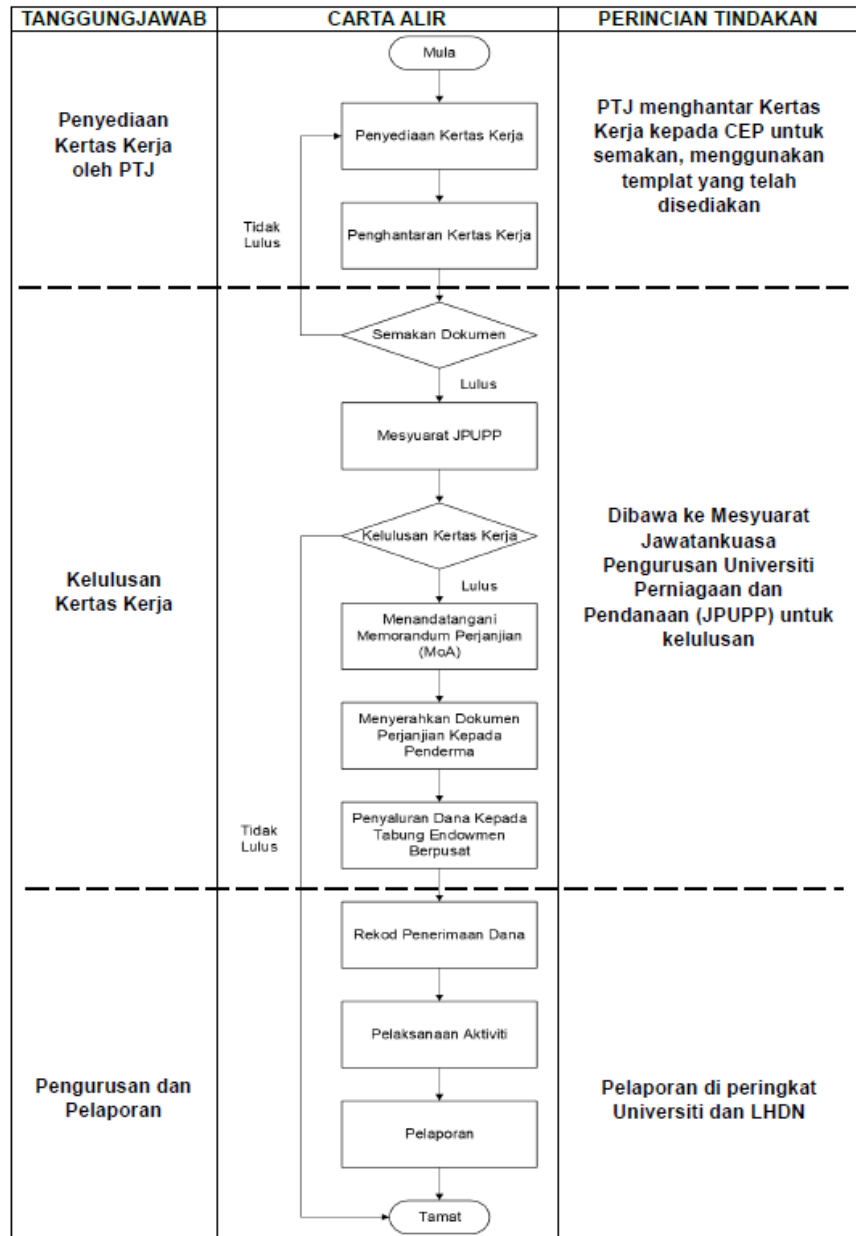 TANGGUNGJAWAB
CARTA ALIR
PERINCIAN TINDAKAN
Mula
Penyediaan
Kertas Kerja
oleh PTJ
Penyediaan Kertas Kerja
PTJ menghantar Kertas
Kerja kepada CEP untuk
semakan, menggunakan
templat yang telah
disediakan
Tidak
Lulus
Penghantaran Kertas Kerja
Semakan Dokumen
Lulus
Mesyuarat JPUPP
Kelulusan
Kertas Kerja
Kelulusan Kertas Kerja
Lulus
Dibawa ke Mesyuarat
Jawatankuasa
Pengurusan Universiti
Perniagaan dan
Pendanaan (JPUPP) untuk
kelulusan
Menandatangani
Memorandum Perjanjian
(MoA)
Menyerahkan Dokumen
Perjanjian Kepada
Penderma
Tidak
Lulus
Penyaluran Dana Kepada
Tabung Endowmen
Berpusat
Rekod Penerimaan Dana
Pelaksanaan Aktiviti
Pengurusan dan
Pelaporan
Pelaporan
Pelaporan di peringkat
Universiti dan LHDN
Tamat